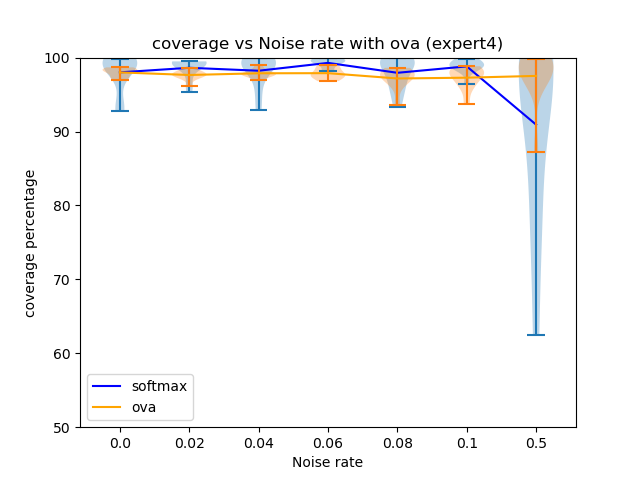 coverage vs Noise rate with ova (expert4)
100
90
80
70
60
50
coverage percentage
softmax
ova
0.0 0.02 0.04 0.06 0.08 0.1 0.5
Noise rate